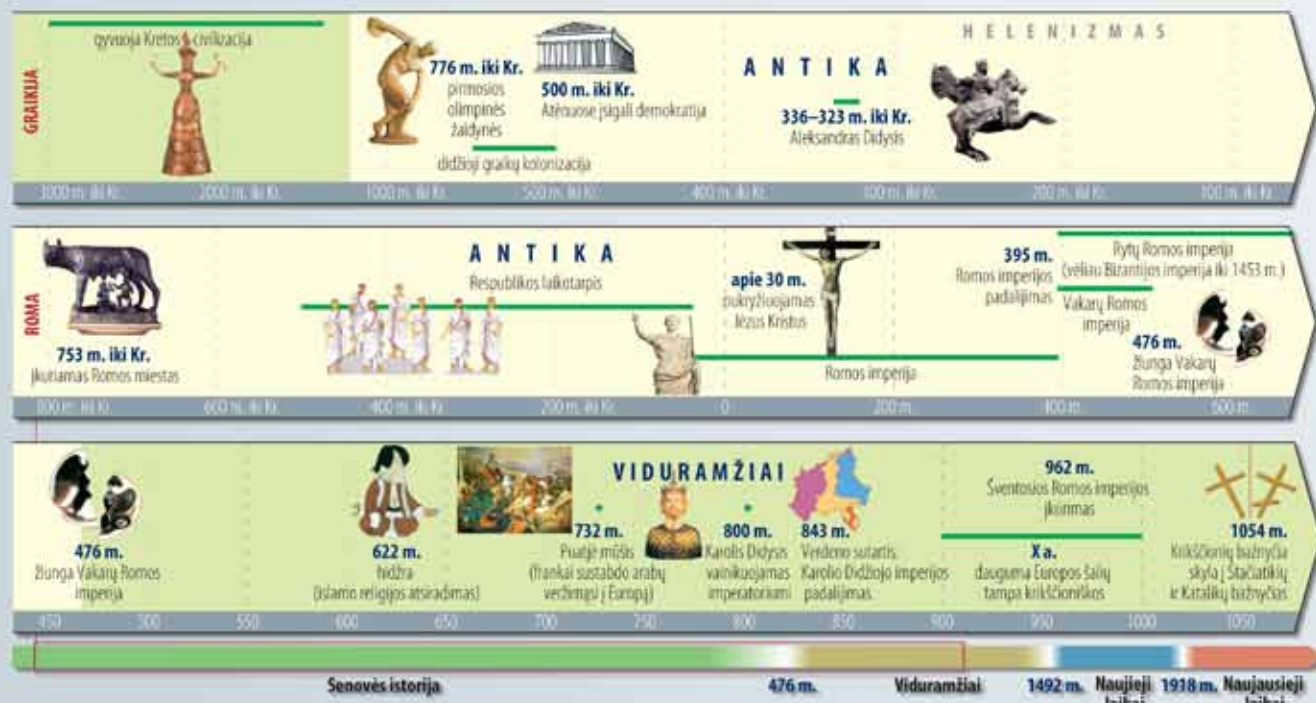 GRAIKIJA
gyvuoja Kretos civilizacija
776 m. iki Kr.
pirmosios
olimpinės
žaidynės
didžioji graikų kolonizacija
500 m. iki Kr.
Atėnuose įsigali demokratija
ANTIKA
336–323 m. iki Kr.
Aleksandras Didysis
HELENIZMAS
3000 m. iki Kr.
2000 m. iki Kr.
1000 m. iki Kr.
500 m. iki Kr.
400 m. iki Kr.
300 m. iki Kr.
200 m. iki Kr.
100 m. iki Kr.
ROMA
753 m. iki Kr.
Įkuriamas Romos miestas
ANTIKA
Respublikos laikotarpis
apie 30 m.
nukryžiuojamas
Jėzus Kristus
Romos imperija
395 m.
Romos imperijos
padalijimas
Rytų Romos imperija
(vėliau Bizantijos imperija iki 1453 m.)
Vakarų Romos
imperija
476 m.
žlunga Vakarų
Romos imperija
800 m. iki Kr.
600 m. iki Kr.
400 m. iki Kr.
200 m. iki Kr.
0
200 m.
400 m.
600 m.
476 m.
žlunga Vakarų Romos
imperija
622 m.
hidžra
(islamo religijos atsiradimas)
VIDURAMŽIAI
732 m.
Puatjė mūšis
(frankai sustabdo arabų
veržimąsi į Europą)
800 m.
Karolis Didysis
vainikuojamas
imperatoriumi
843 m.
Verdeno sutartis.
Karolio Didžiojo imperijos
padalijimas
962 m.
Šventosios Romos imperijos
įkūrimas
X a.
dauguma Europos šalių
tampa krikščioniškos
1054 m.
Krikščionių bažnyčia
skyla į Stačiatikių
ir Katalikų bažnyčias
450
500
550
600
650
700
750
800
850
900
950
1000
1050
Senovės istorija
476 m.
Viduramžiai
1492 m.
Naujieji
laikai
1918 m.
Naujausieji
laikai